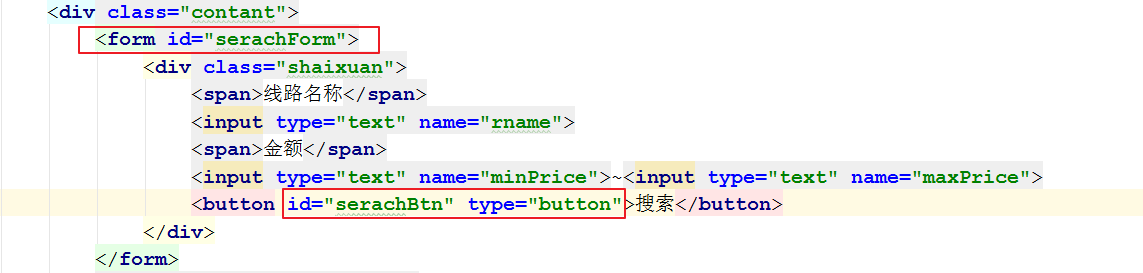 <div class="contant">
<form id="serachForm">
<div class="shaixuan">
<span>线路名称</span>
<input type="text" name="rname">
<span>金额</span>
<input type="text" name="minPrice">~<input type="text" name="maxPrice">
<button id="serachBtn" type="button">搜索</button>
</div>
</form>